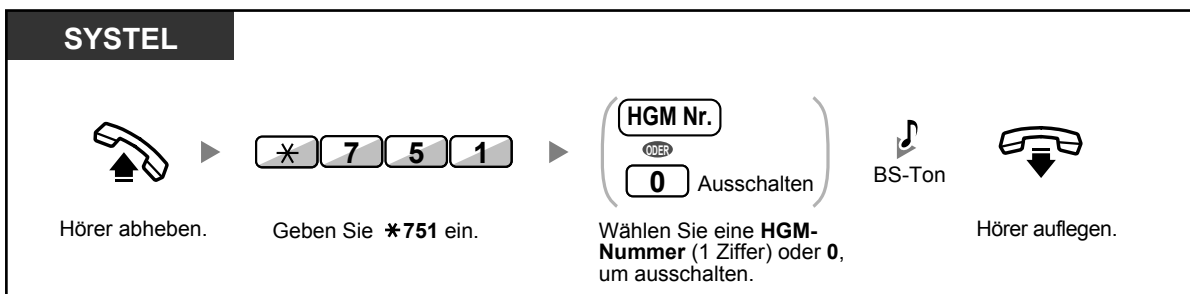 SYSTEL
HGM Nr.
ODER
0 Ausschalten
* 7 5 1
BS-Ton
Hörer abheben.
Geben Sie *751 ein.
Wählen Sie eine HGM-
Nummer (1 Ziffer) oder 0,
um ausschalten.
Hörer auflegen.